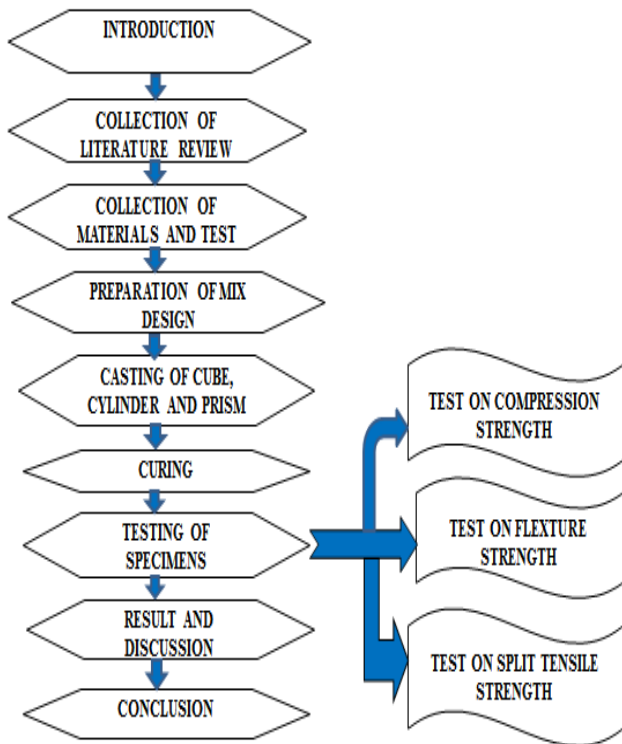 INTRODUCTION
COLLECTION OF
LITERATURE REVIEW
COLLECTION OF
MATERIALS AND TEST
PREPARATION OF MIX
DESIGN
CASTING OF CUBE,
CYLINDER AND PRISM
CURING
TESTING OF
SPECIMENS
RESULT AND
DISCUSSION
CONCLUSION
TEST ON COMPRESSION
STRENGTH
TEST ON FLEXTURE
STRENGTH
TEST ON SPLIT TENSILE
STRENGTH